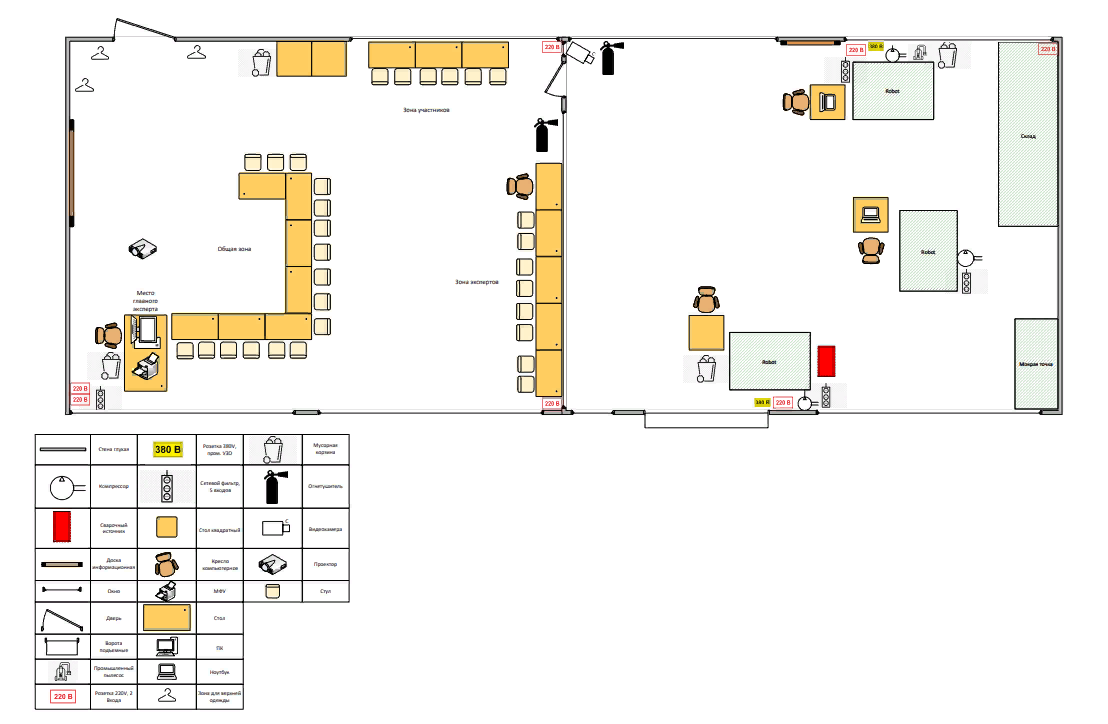 220 В
C
220 В
380 В
220 В
Robot
Зона участников
Склад
Общая зона
Robot
Зона экспертов
Место
главного
эксперта
Robot
Мокрая точка
220 В
220 В
220 В
380 В
220 В
Стена глухая
380 В
Розетка 380V,
пром. УЗО
Мусорная
корзина
Компрессор
Сетевой фильтр,
5 входов
Огнетушитель
Сварочный
источник
Стол квадратный
C
Видеокамера
Доска
информационная
Кресло
компьютерное
Проектор
Окно
МФУ
Стул
Дверь
Стол
Ворота
подъемные
ПК
Промышленный
пылесос
Ноутбук
220 В
Розетка 230V, 2
Входа
Зона для верхней
одежды